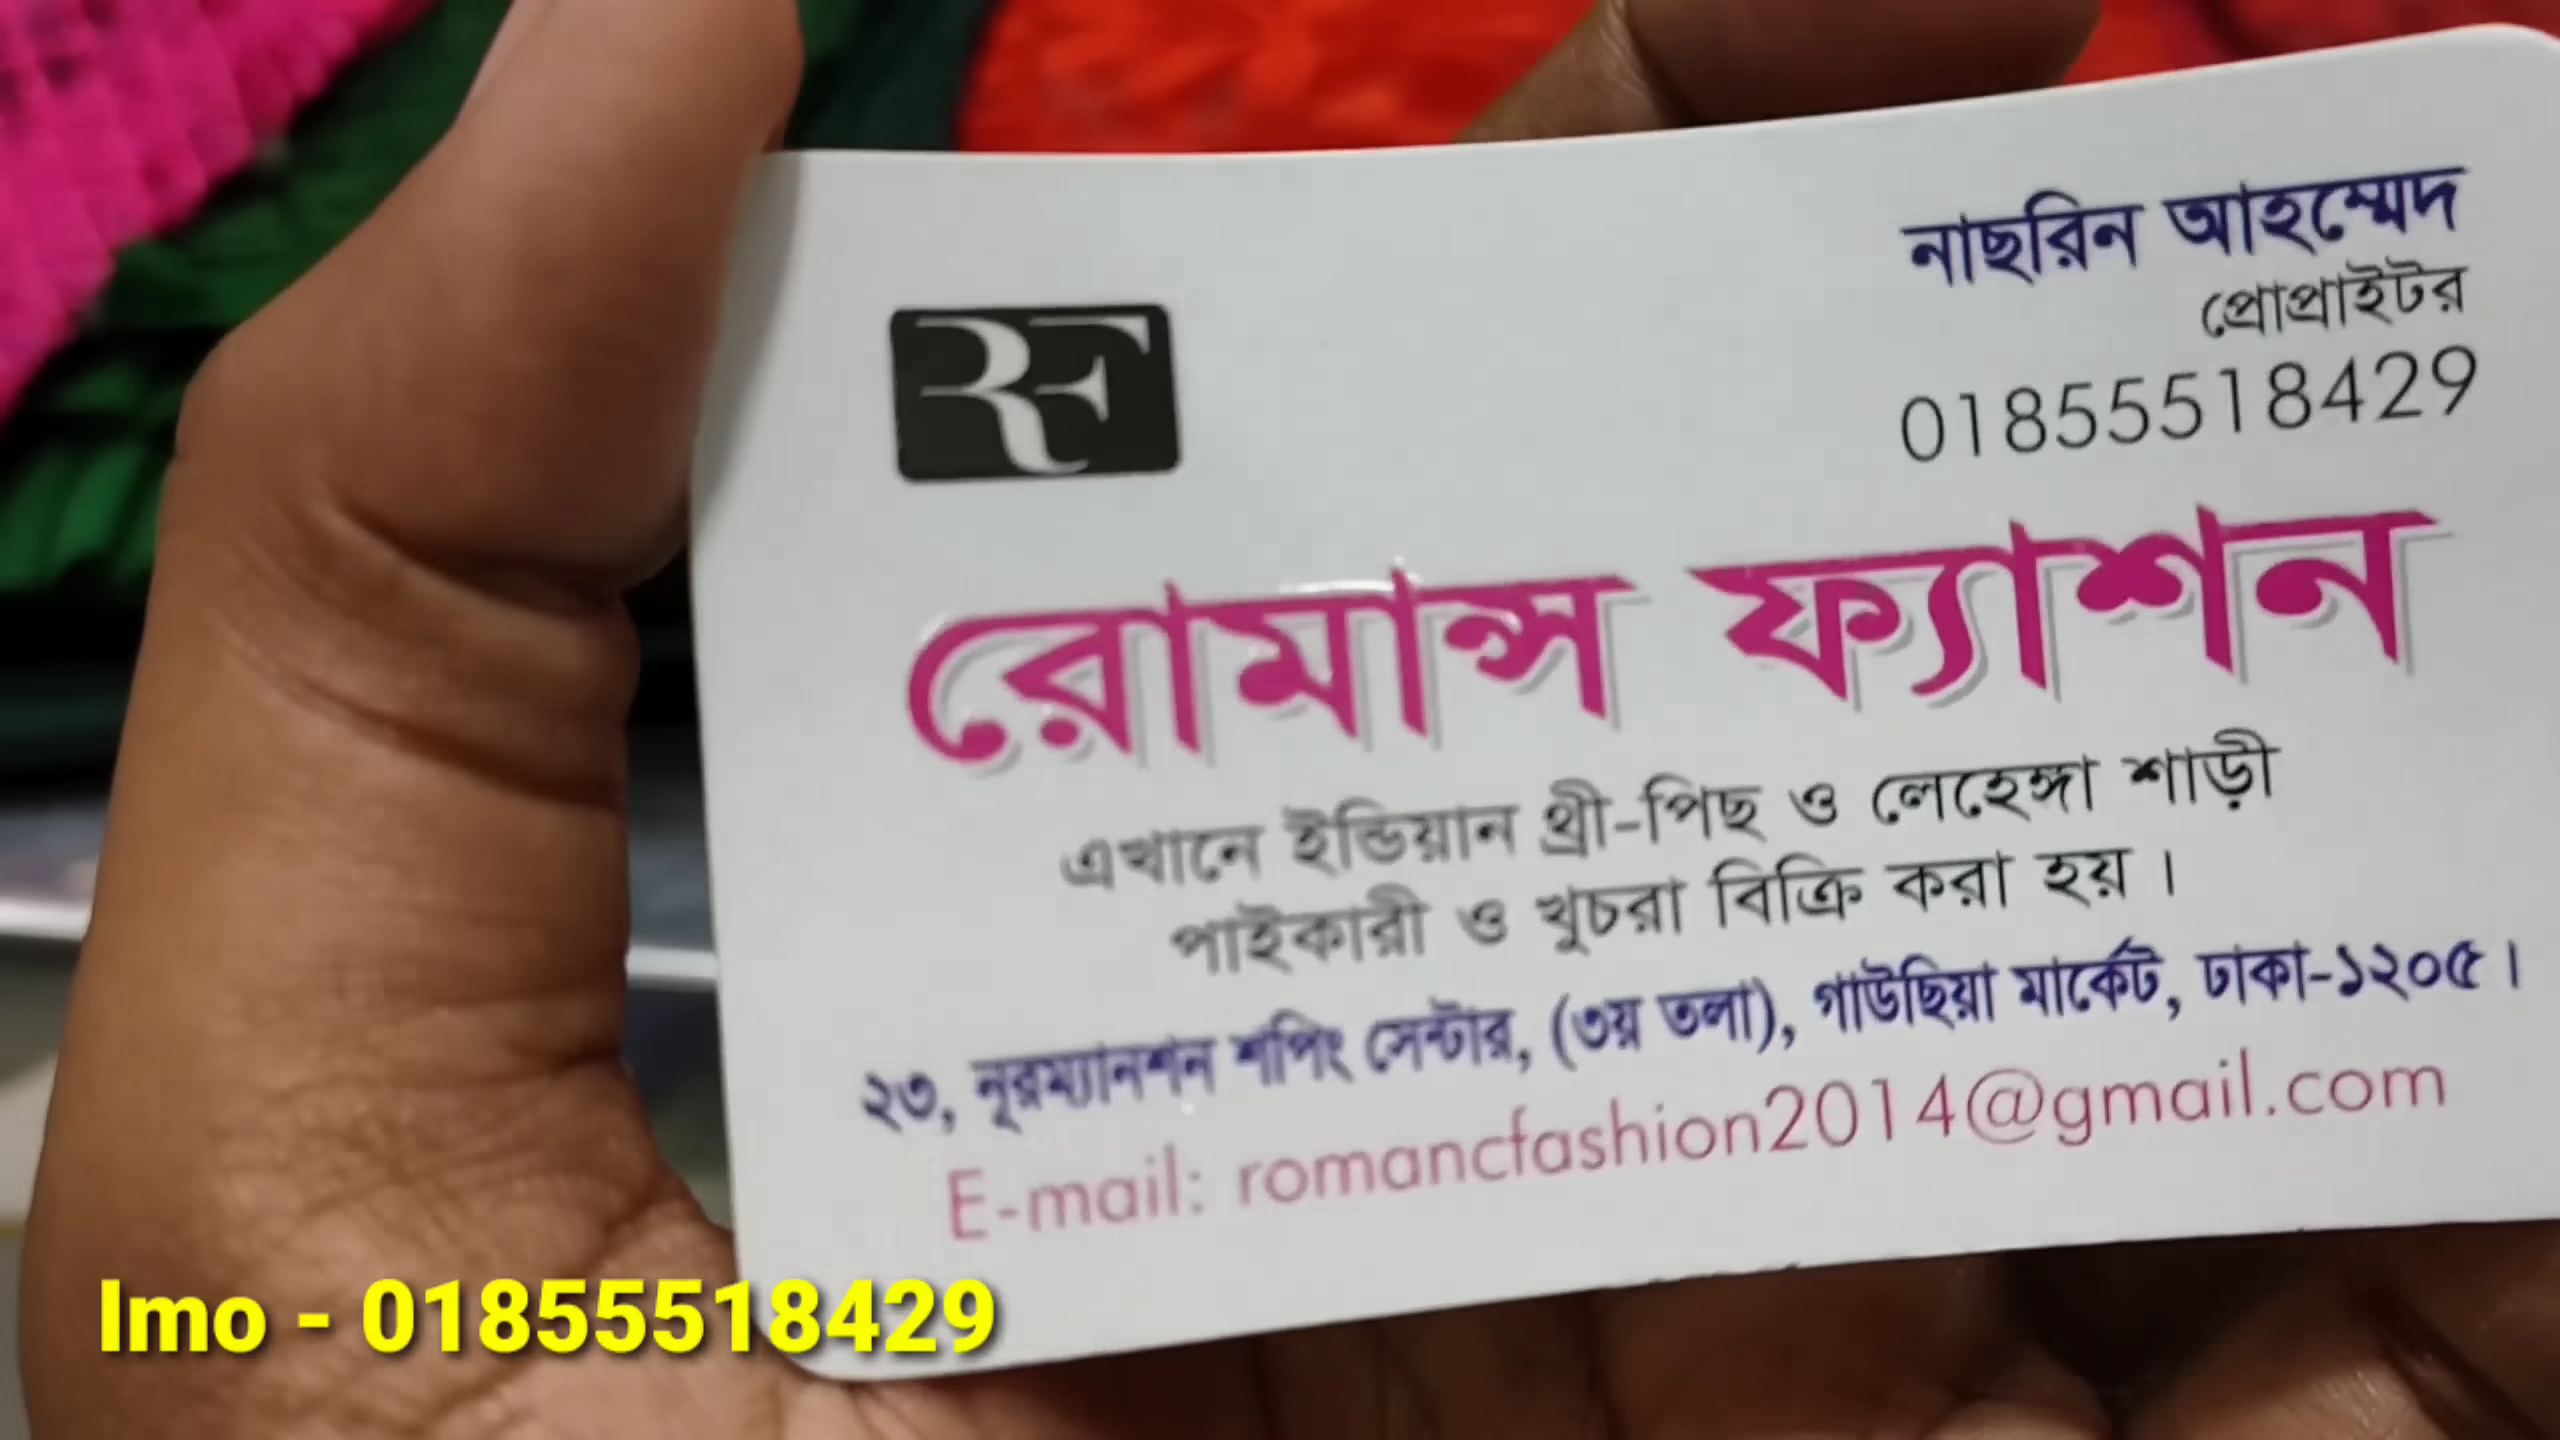 নাছরিন আহম্মেদ
প্রোপ্রাইটর
01855518429
RF
রোমান্স ফ্যাশন
এখানে ইন্ডিয়ান থ্রী-পিছ ও লেহেঙ্গা শাড়ী
পাইকারী ও খুচরা বিক্রি করা হয়।
২৩, নূরম্যানশন শপিং সেন্টার, (৩য় তলা), গাউছিয়া মার্কেট, ঢাকা-১২০৫।
E-mail: romancfashion2014@gmail.com
Imo - 01855518429